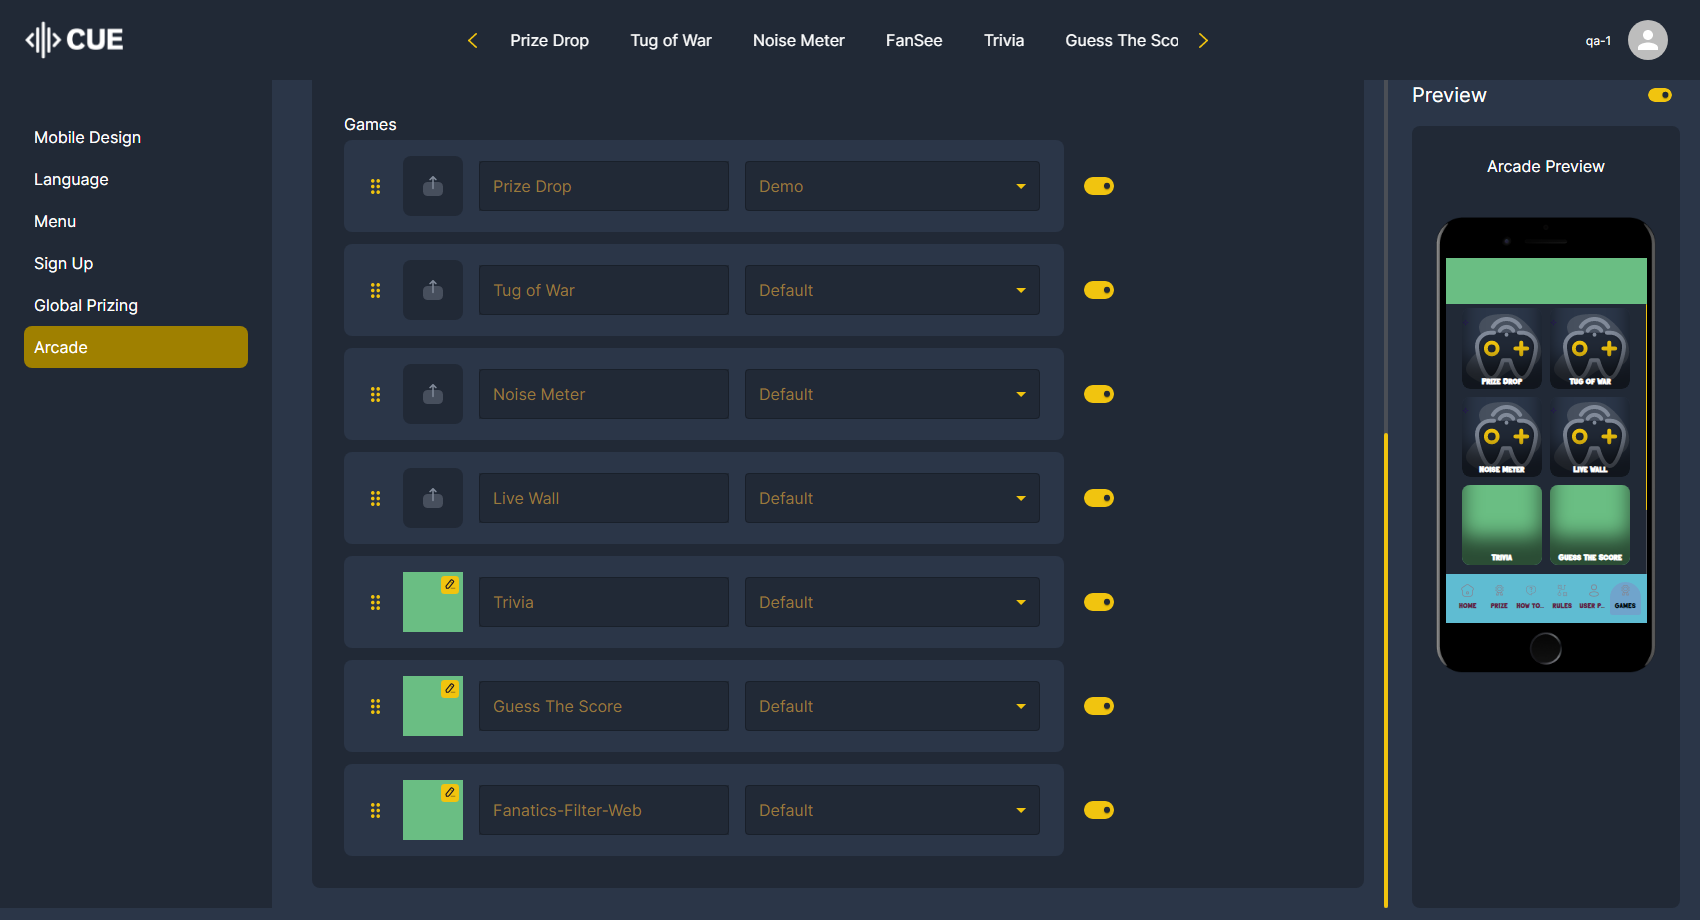 CUE
Prize Drop
Tug of War
Noise Meter
FanSee
Trivia
Guess The Sco
qa-1
Mobile Design
Language
Menu
Sign Up
Global Prizing
Arcade
Games
Prize Drop
Demo
Tug of War
Default
Noise Meter
Default
Live Wall
Default
Trivia
Default
Guess The Score
Default
Fanatics-Filter-Web
Default
Preview
Arcade Preview
PRIZE DROP
TUG OF WAR
NOISE METER
LIVE WALL
TRIVIA
GUESS THE SCORE
HOME
PRIZE
HOW TO..
RULES
USER P..
GAMES